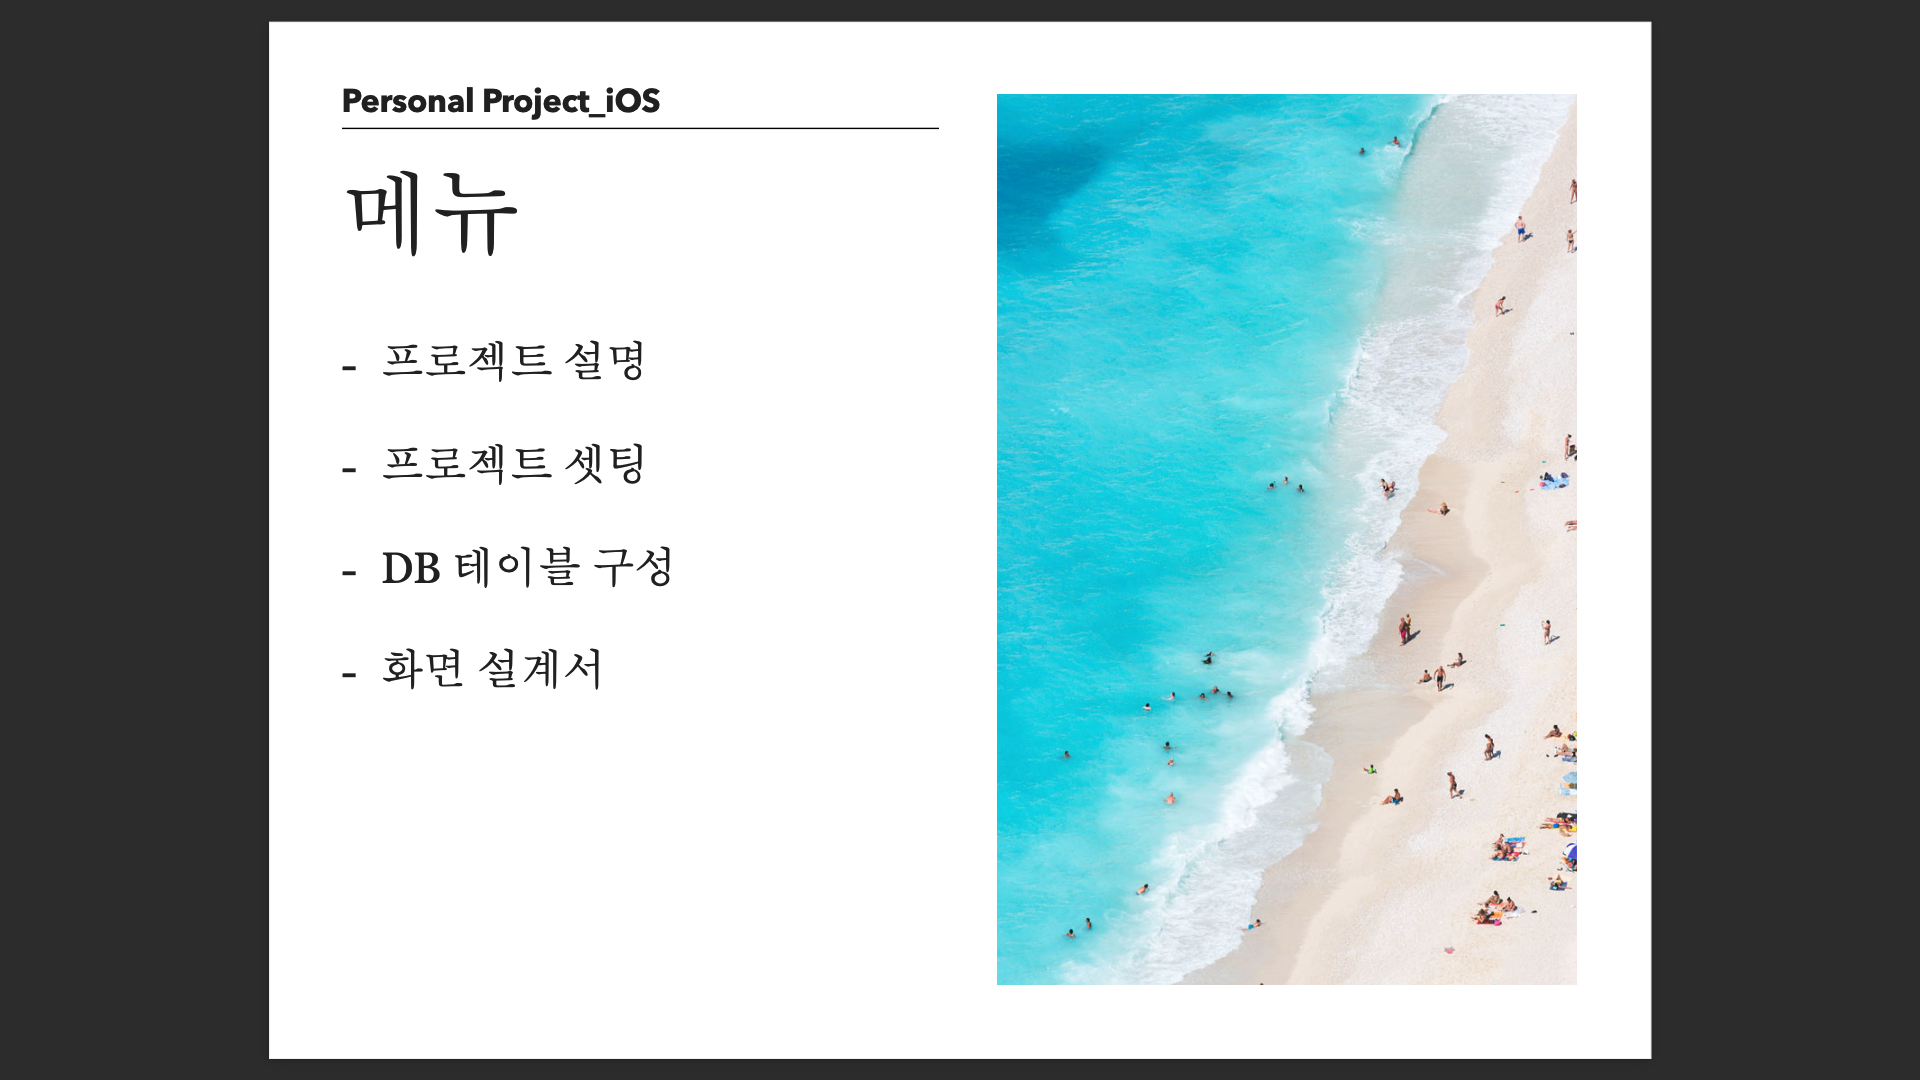 Personal Project_iOS
메뉴
- 프로젝트 설명
- 프로젝트 셋팅
- DB 테이블 구성
- 화면 설계서